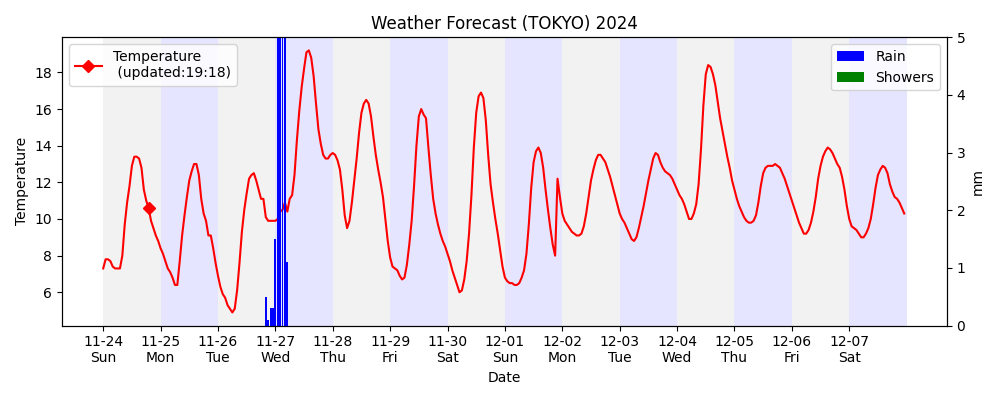 Weather Forecast (TOKYO) 2024
Temperature
(updated:19:18)
Rain
Showers
Temperature
18
16
14
12
10
8
6
5
4
3
2
1
0
mm
11-24 11-25 11-26 11-27 11-28 11-29 11-30 12-01 12-02 12-03 12-04 12-05 12-06 12-07
Sun Mon Tue Wed Thu Fri Sat Sun Mon Tue Wed Thu Fri Sat
Date